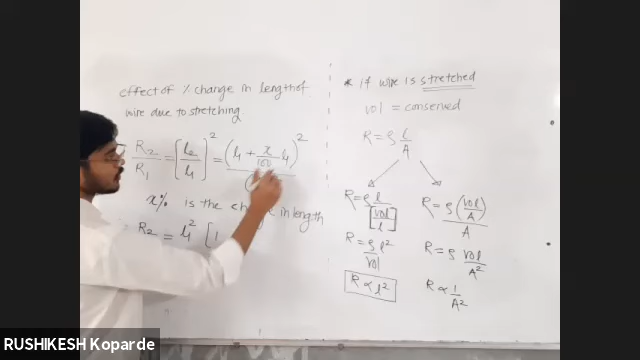 effect of % change in length of
wire due to stretching
R2/R1 = [l2/l1]^2 = (l1 + x/100 l1)^2
x% is the change in length
R2 = l1^2 [1
* if wire is stretched
vol = conserved
R = ρ l/A
R = ρ l/[vol/l]
R = ρ l^2/vol
R ∝ l^2
R = ρ (vol/A)/A
R = ρ vol/A^2
R ∝ 1/A^2
RUSHIKESH Koparde